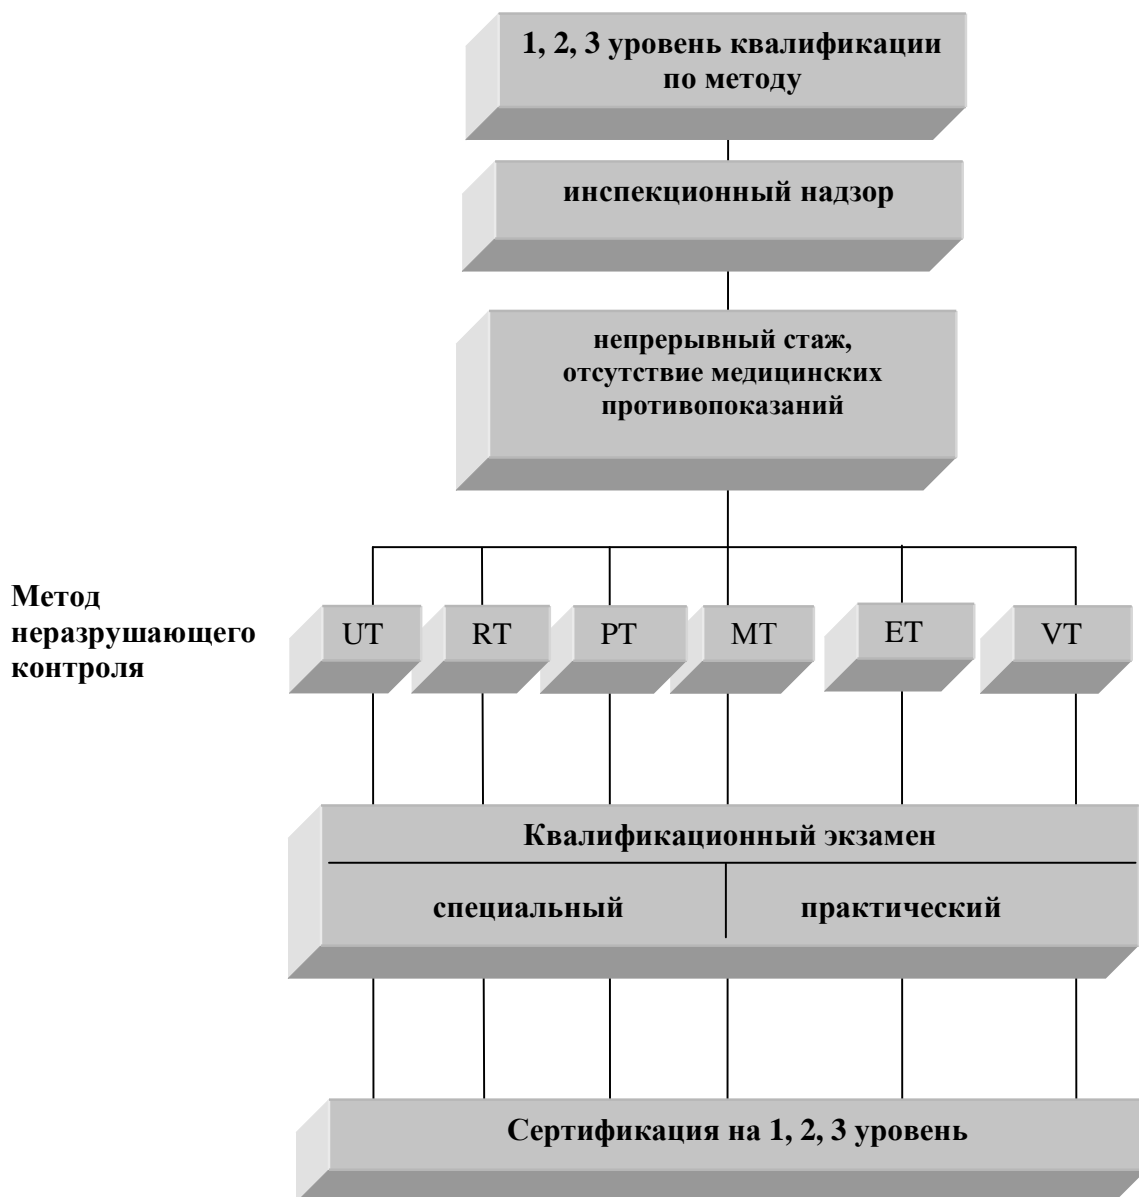 1, 2, 3 уровень квалификации
по методу
инспекционный надзор
непрерывный стаж,
отсутствие медицинских
противопоказаний
Метод
неразрушающего
контроля
UT
RT
PT
MT
ET
VT
Квалификационный экзамен
специальный
практический
Сертификация на 1, 2, 3 уровень